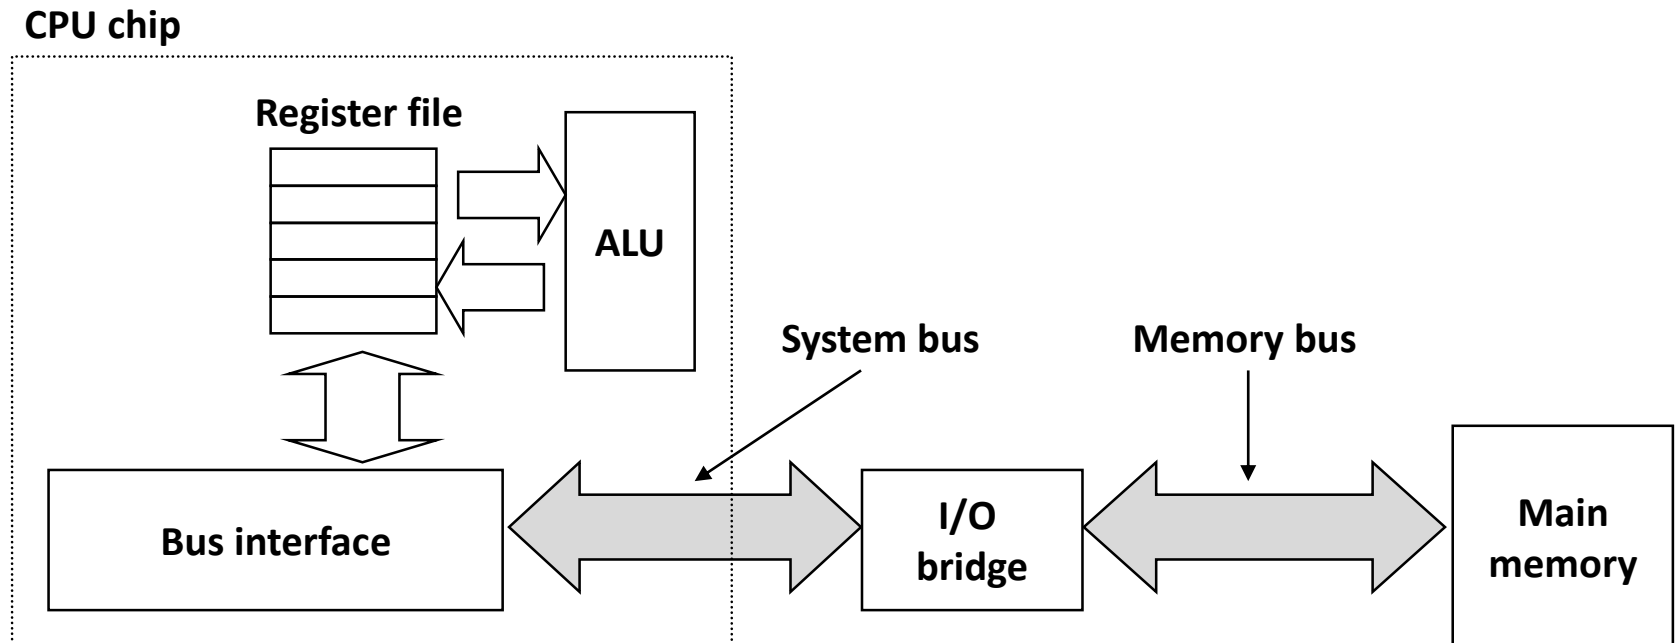 CPU chip
Register file
ALU
System bus
Memory bus
Bus interface
I/O
bridge
Main
memory